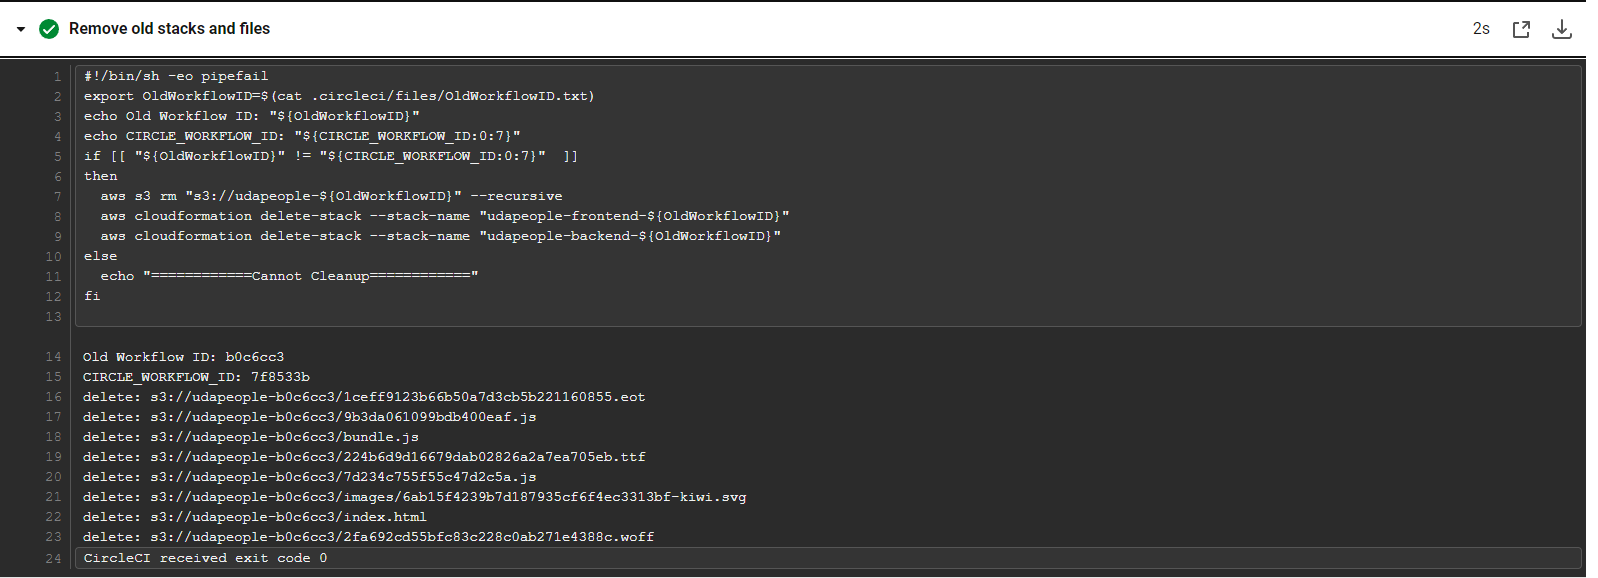 Remove old stacks and files
2s
1 #!/bin/sh -eo pipefail
2 export OldWorkflowID=$(cat .circleci/files/OldWorkflowID.txt)
3 echo Old Workflow ID: "${OldWorkflowID}"
4 echo CIRCLE_WORKFLOW_ID: "${CIRCLE_WORKFLOW_ID:0:7}"
5 if [[ "${OldWorkflowID}" != "${CIRCLE_WORKFLOW_ID:0:7}"  ]]
6 then
7   aws s3 rm "s3://udapeople-${OldWorkflowID}" --recursive
8   aws cloudformation delete-stack --stack-name "udapeople-frontend-${OldWorkflowID}"
9   aws cloudformation delete-stack --stack-name "udapeople-backend-${OldWorkflowID}"
10 else
11   echo "============Cannot Cleanup============"
12 fi
13
14 Old Workflow ID: b0c6cc3
15 CIRCLE_WORKFLOW_ID: 7f8533b
16 delete: s3://udapeople-b0c6cc3/1ceff9123b66b50a7d3cb5b221160855.eot
17 delete: s3://udapeople-b0c6cc3/9b3da061099bdb400eaf.js
18 delete: s3://udapeople-b0c6cc3/bundle.js
19 delete: s3://udapeople-b0c6cc3/224b6d9d16679dab02826a2a7ea705eb.ttf
20 delete: s3://udapeople-b0c6cc3/7d234c755f55c47d2c5a.js
21 delete: s3://udapeople-b0c6cc3/images/6ab15f4239b7d187935cf6f4ec3313bf-kiwi.svg
22 delete: s3://udapeople-b0c6cc3/index.html
23 delete: s3://udapeople-b0c6cc3/2fa692cd55bfc83c228c0ab271e4388c.woff
24 CircleCI received exit code 0